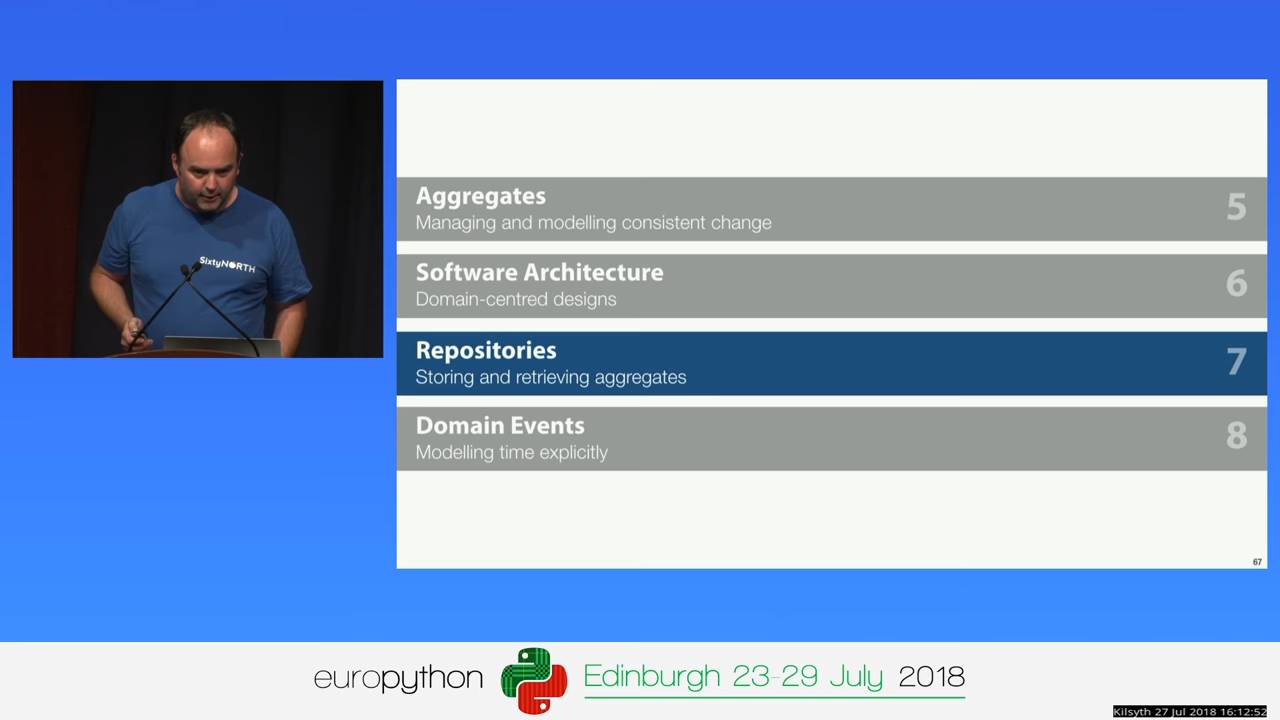 SixtyNORTH
Aggregates
Managing and modelling consistent change
5
Software Architecture
Domain-centred designs
6
Repositories
Storing and retrieving aggregates
7
Domain Events
Modelling time explicitly
8
67
europython Edinburgh 23-29 July 2018
Kilsyth 27 Jul 2018 16:12:52